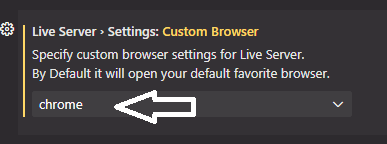 Live Server › Settings: Custom Browser
Specify custom browser settings for Live Server.
By Default it will open your default favorite browser.
chrome